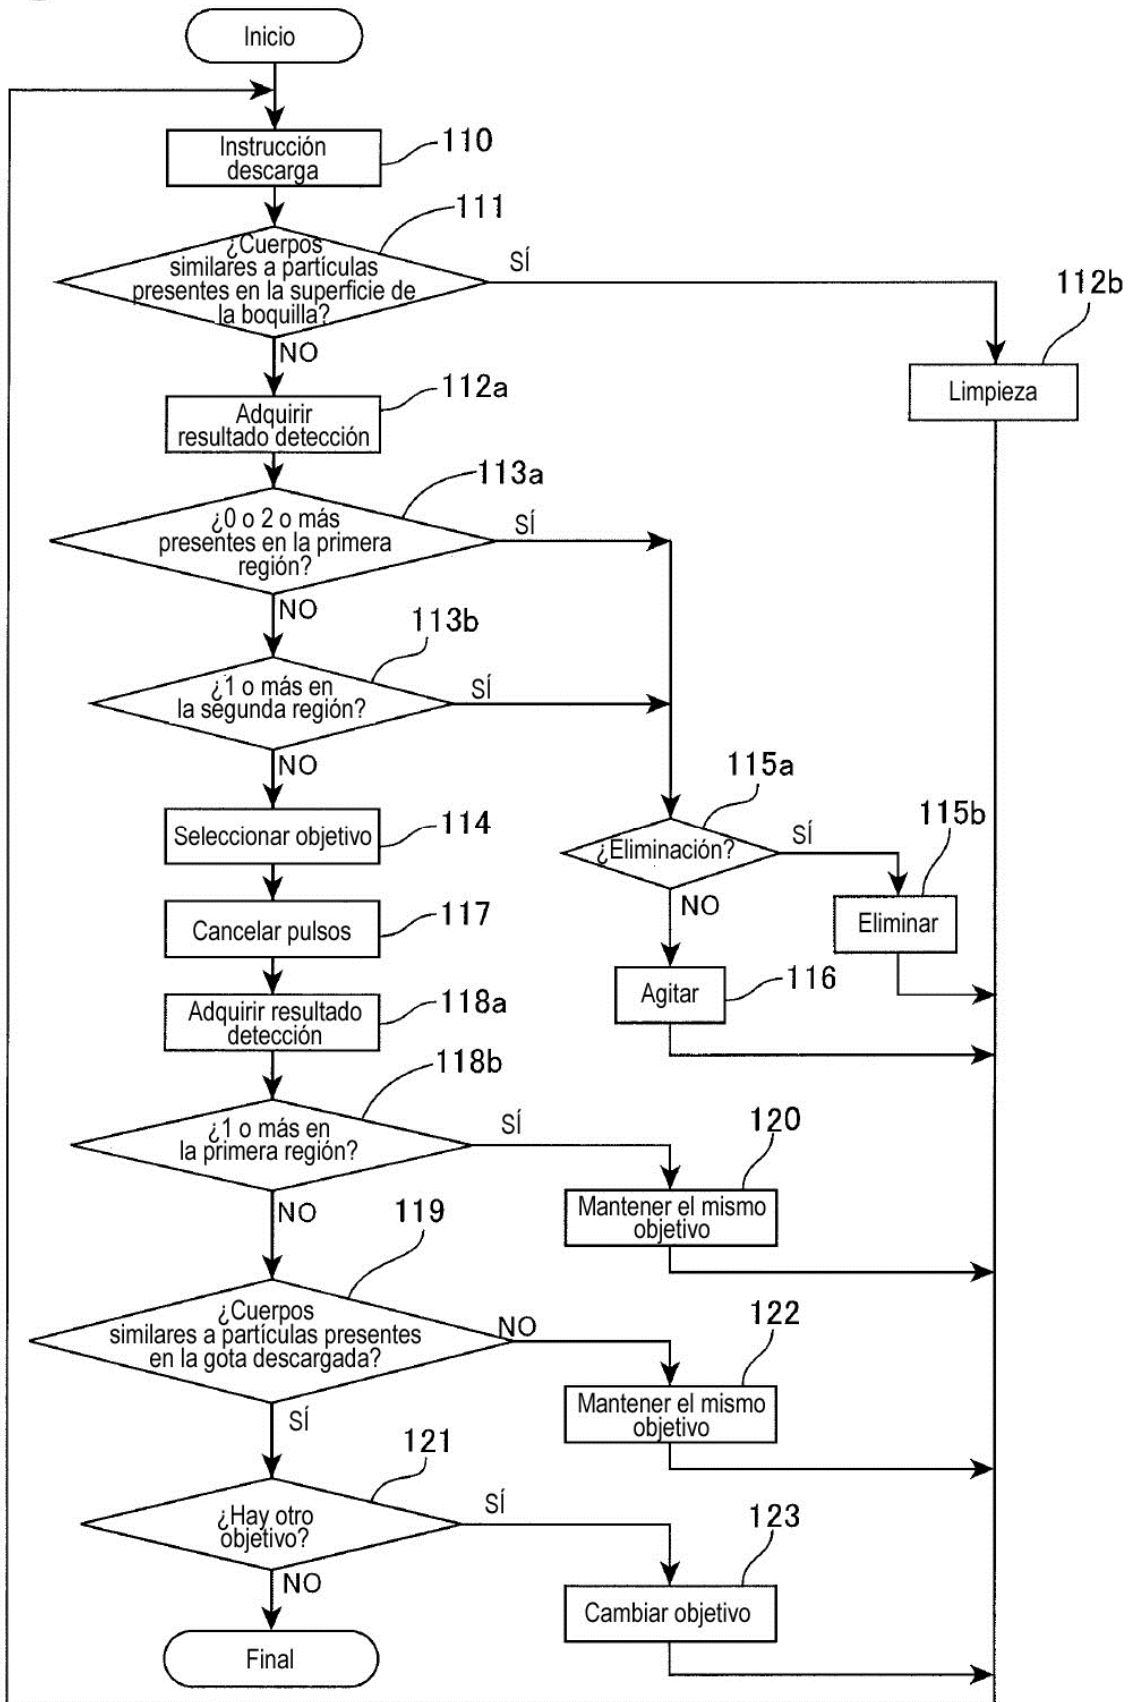 Inicio
Instrucción
descarga
110
111
¿Cuerpos
similares a partículas
presentes en la superficie de
la boquilla?
SÍ
112b
NO
Limpieza
112a
Adquirir
resultado detección
113a
¿0 o 2 o más
presentes en la primera
región?
SÍ
NO
113b
¿1 o más en
la segunda región?
SÍ
NO
115a
115b
Seleccionar objetivo
114
¿Eliminación?
SÍ
NO
Cancelar pulsos
117
Eliminar
Adquirir resultado
detección
118a
Agitar
116
118b
¿1 o más en
la primera región?
SÍ
120
NO
Mantener el mismo
objetivo
119
¿Cuerpos
similares a partículas presentes
en la gota descargada?
NO
122
Mantener el mismo
objetivo
SÍ
121
¿Hay otro
objetivo?
SÍ
123
NO
Cambiar objetivo
Final